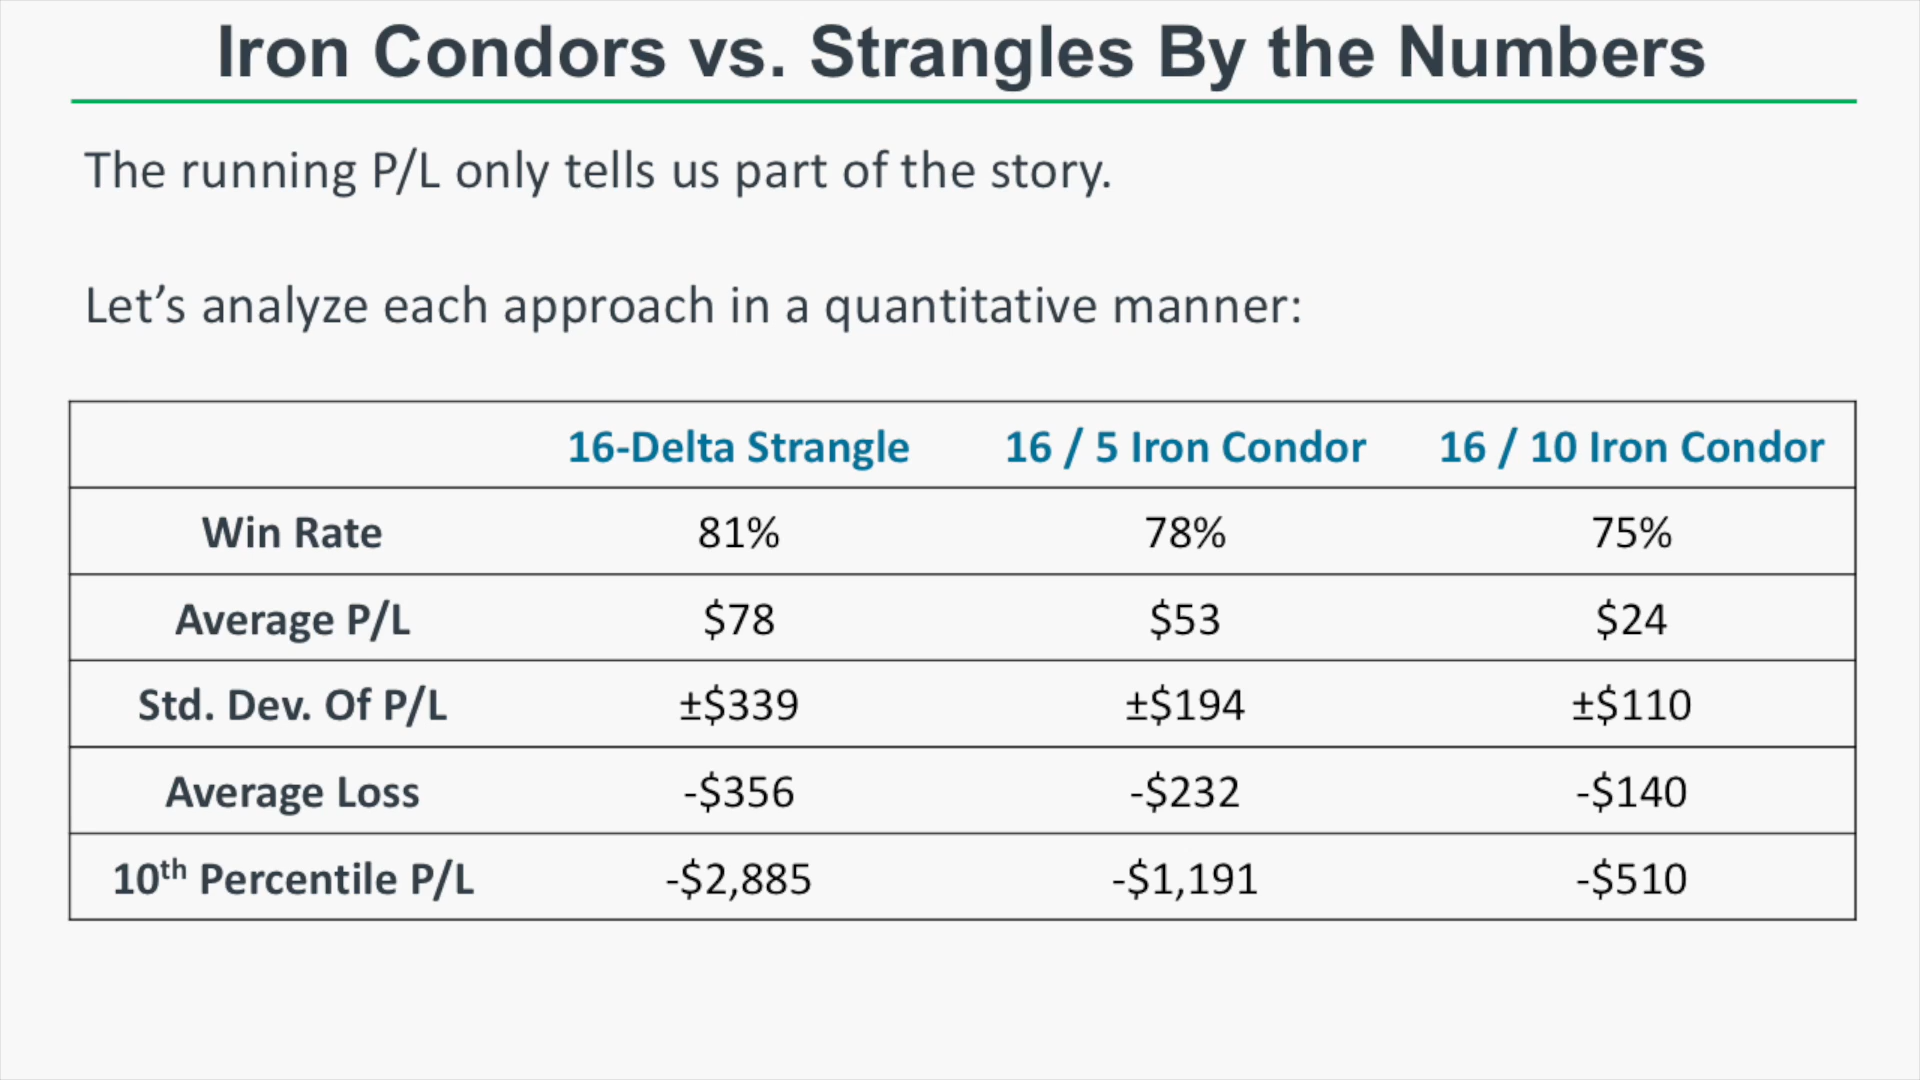 Iron Condors vs. Strangles By the Numbers
The running P/L only tells us part of the story.
Let’s analyze each approach in a quantitative manner:
16-Delta Strangle 16 / 5 Iron Condor 16 / 10 Iron Condor
Win Rate 81% 78% 75%
Average P/L $78 $53 $24
Std. Dev. Of P/L ±$339 ±$194 ±$110
Average Loss -$356 -$232 -$140
10th Percentile P/L -$2,885 -$1,191 -$510